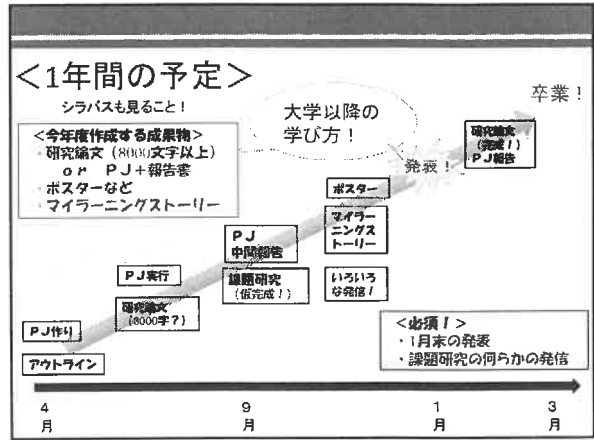 ＜1年間の予定＞
シラバスも見ること！
＜今年度作成する成果物＞
・研究論文（8000文字以上）
or PJ＋報告書
・ポスターなど
・マイラーニングストーリー
大学以降の
学び方！
卒業！
発表！
研究論文
（完成！）
PJ報告
ポスター
マイラー
ニングス
トーリー
いろいろ
な発信！
PJ
中間報告
課題研究
（仮完成！）
PJ実行
研究論文
（8000字？）
PJ作り
アウトライン
＜必須！＞
・1月末の発表
・課題研究の何らかの発信
4
月
9
月
1
月
3
月